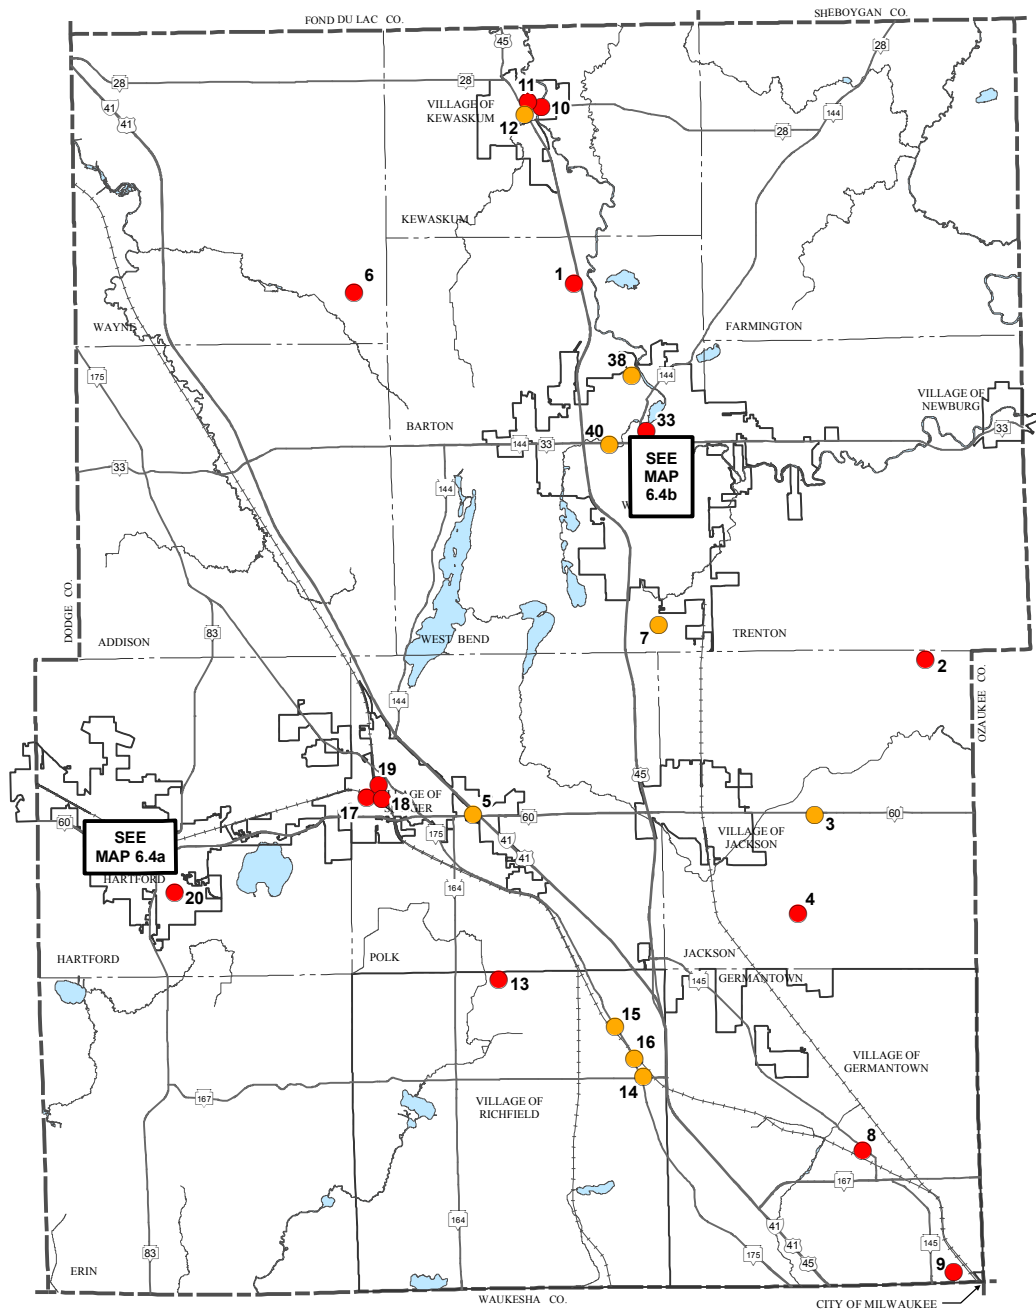 FOND DU LAC CO.
SHEBOYGAN CO.
45
28
28
28
11
VILLAGE OF
KEWASKUM
10
12
41
41
144
28
KEWASKUM
6
1
WAYNE
FARMINGTON
175
38
144
VILLAGE OF
NEWBURG
BARTON
33
40
144
33
33
33
SEE
MAP
6.4b
144
W
DODGE CO.
83
ADDISON
WEST BEND
7
TRENTON
2
OZAUKEE CO.
144
45
19
17
18
5
60
SEE
MAP 6.4a
60
3
60
VILLAGE OF
JACKSON
175
41
41
HARTFORD
20
164
4
HARTFORD
POLK
JACKSON
GERMANTOWN
145
13
15
16
14
VILLAGE OF
GERMANTOWN
167
VILLAGE OF
RICHFIELD
8
167
164
83
41
41
45
175
145
9
ERIN
WAUKESHA CO.
CITY OF MILWAUKEE